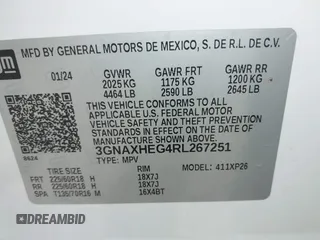 GM MFD BY GENERAL MOTORS DE MEXICO, S. DE R.L. DE C.V.
01/24 GVWR GAWR FRT GAWR RR
2025 KG 1175 KG 1200 KG
4464 LB 2590 LB 2645 LB
THIS VEHICLE CONFORMS TO ALL APPLICABLE
U.S. FEDERAL MOTOR VEHICLE SAFETY, BUMPER,
AND THEFT PREVENTION STANDARDS IN EFFECT ON
THE DATE OF MANUFACTURE SHOWN ABOVE.
3GNAXHEG4RL267251
TYPE: MPV MODEL: 411XP26
TIRE SIZE RIM
FRT 225/60R18 H 18X7J
RR 225/60R18 H 18X7J
T135/70R16 M 16X4BT
DREAMBID